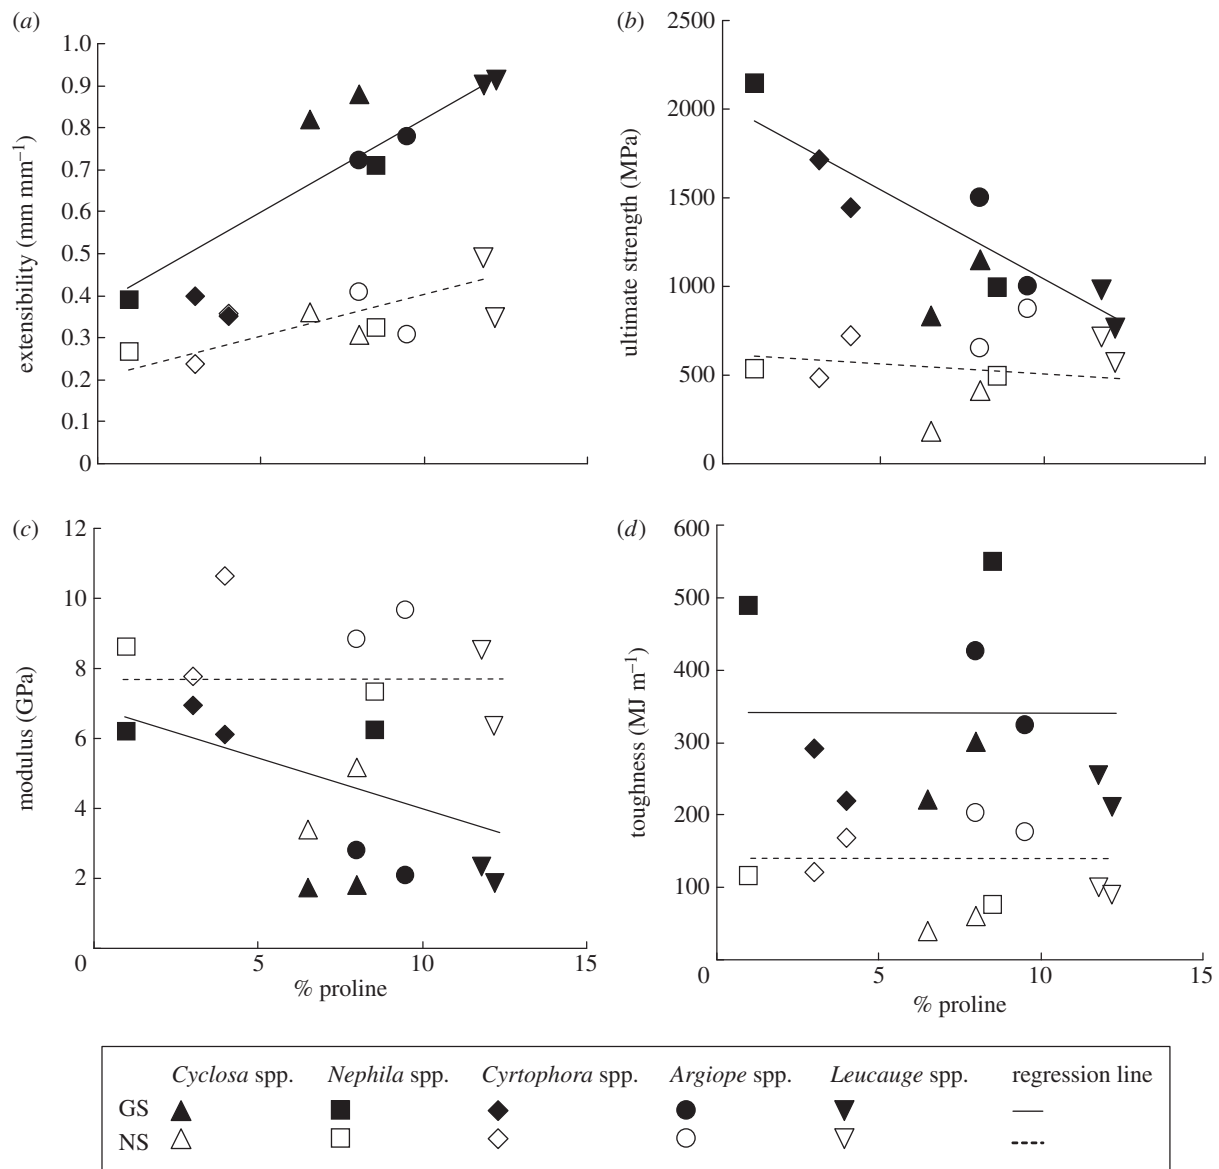 (a)
1.0
0.9
0.8
0.7
0.6
0.5
0.4
0.3
0.2
0.1
0
extensibility (mm mm⁻¹)
(b)
2500
2000
1500
1000
500
0
ultimate strength (MPa)
(c)
12
10
8
6
4
2
0
5
10
15
modulus (GPa)
% proline
(d)
600
500
400
300
200
100
0
5
10
15
toughness (MJ m⁻¹)
% proline
Cyclosa spp. Nephila spp. Cyrtophora spp. Argiope spp. Leucauge spp. regression line
GS
NS